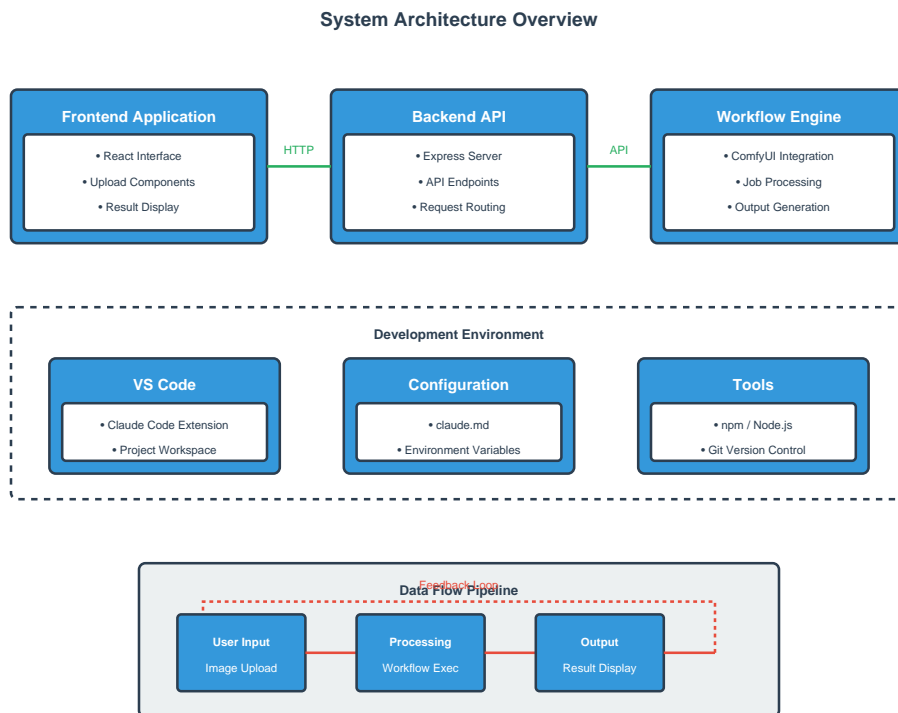 System Architecture Overview
Frontend Application
• React Interface
• Upload Components
• Result Display
HTTP
Backend API
• Express Server
• API Endpoints
• Request Routing
API
Workflow Engine
• ComfyUI Integration
• Job Processing
• Output Generation
Development Environment
VS Code
• Claude Code Extension
• Project Workspace
Configuration
• claude.md
• Environment Variables
Tools
• npm / Node.js
• Git Version Control
Feedback Loop
Data Flow Pipeline
User Input
Image Upload
Processing
Workflow Exec
Output
Result Display